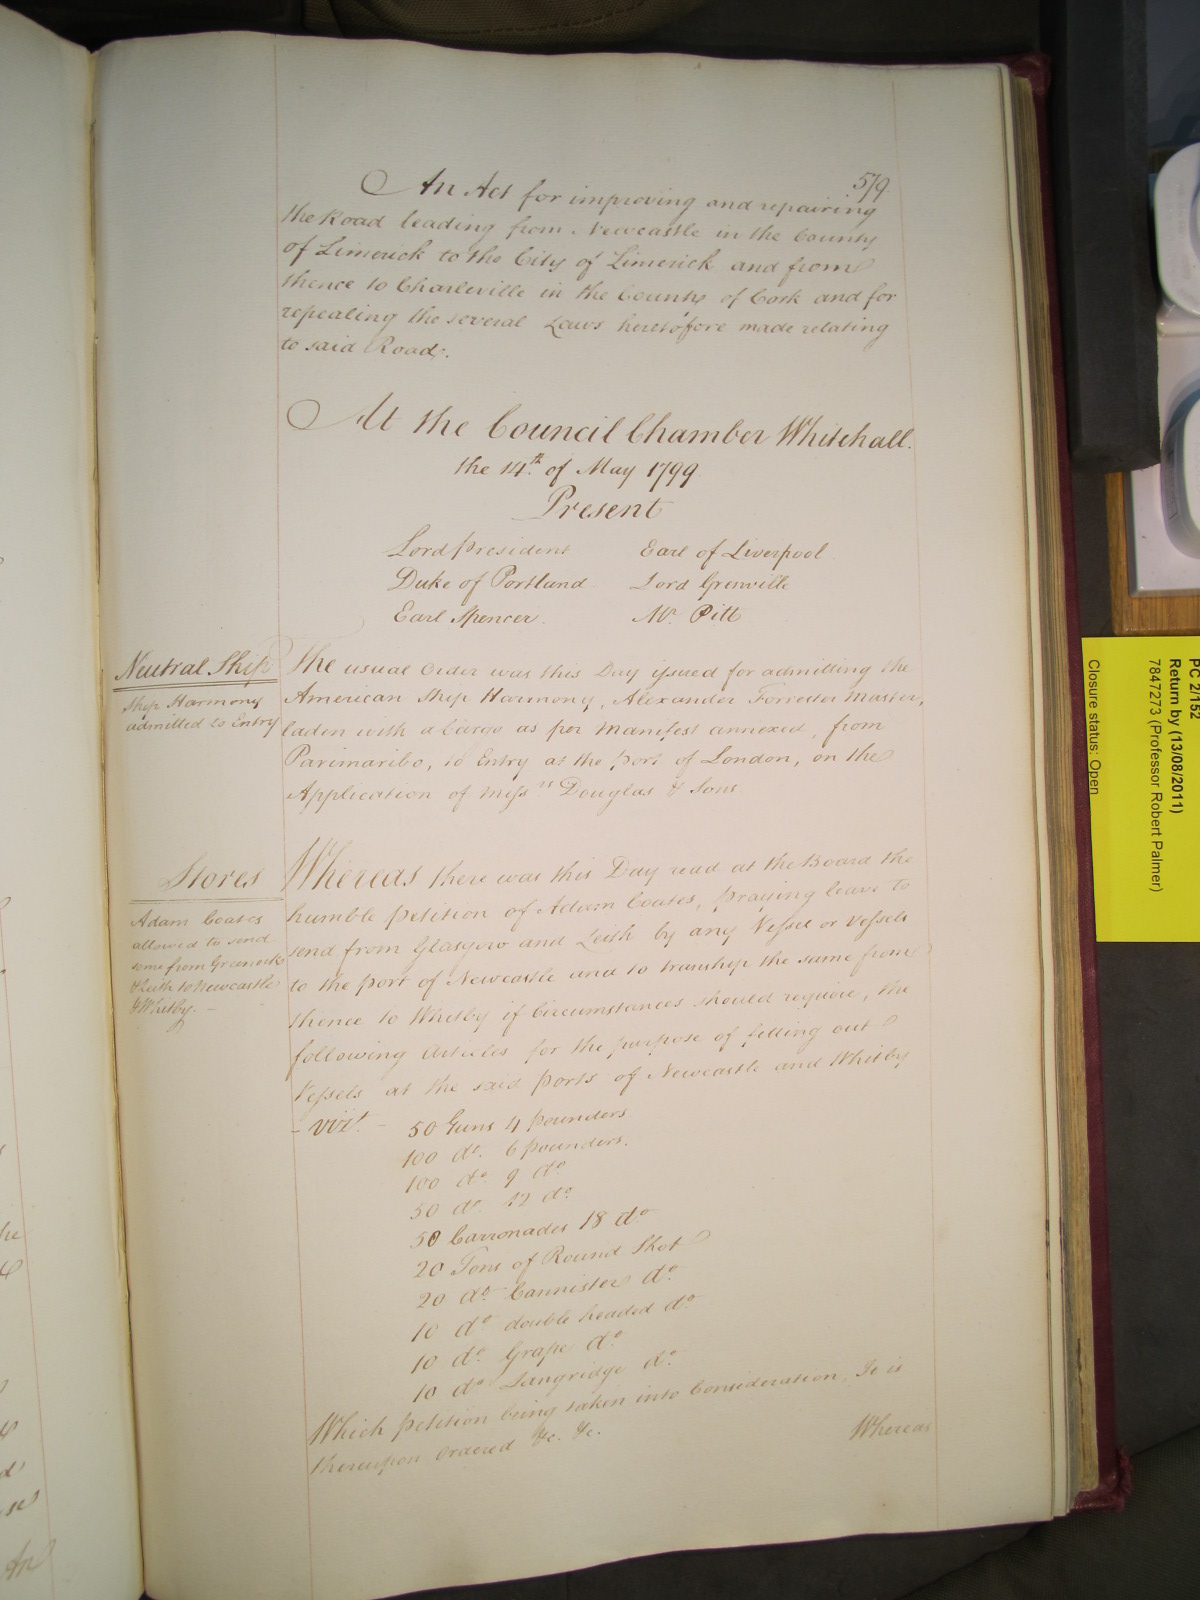 579
An Act for improving and repairing
the Road leading from Newcastle in the County
of Limerick to the City of Limerick and from
thence to Charleville in the County of Cork and for
repealing the several Laws heretofore made relating
to said Road.
At the Council Chamber Whitehall.
the 14th. of May 1799.
Present
Lord President Earl of Liverpool
Duke of Portland Lord Grenville
Earl Spencer. Mr. Pitt
Neutral Ship
Ship Harmony
admitted to Entry
The usual Order was this Day issued for admitting the
American Ship Harmony, Alexander Forrester Master,
laden with a Cargo as per Manifest annexed, from
Parimaribo, to Entry at the Port of London, on the
Application of Messrs Douglas & Sons
Stores
Adam Coates
allowed to send
some from Greenock
& Leith to Newcastle
& Whitby. -
Whereas there was this Day read at the Board the
humble Petition of Adam Coates, praying leave to
send from Glasgow and Leith by any Vessel or Vessels
to the port of Newcastle and to tranship the same from
thence to Whitby if Circumstances should require, the
following Articles for the purpose of fitting out
Vessels at the said Ports of Newcastle and Whitby
- vizt. - 50 Guns 4 pounders
100 do. 6 pounders.
100 do 9 do
50 do. 12 do
50 Carronades 18 do
20 Tons of Round Shot
20 do Cannister do
10 do double headed do
10 do. Grape do
10 do Langridge do.
Which Petition being taken into Consideration, It is
thereupon ordered &c. &c.
Whereas
PC 2/152
Return by (13/08/2011)
7847273 (Professor Robert Palmer)
Closure status: Open